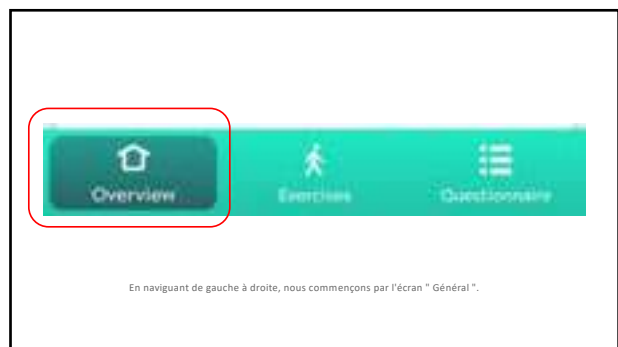 Overview
Exercises
Questionnaire
En naviguant de gauche à droite, nous commençons par l'écran " Général ".